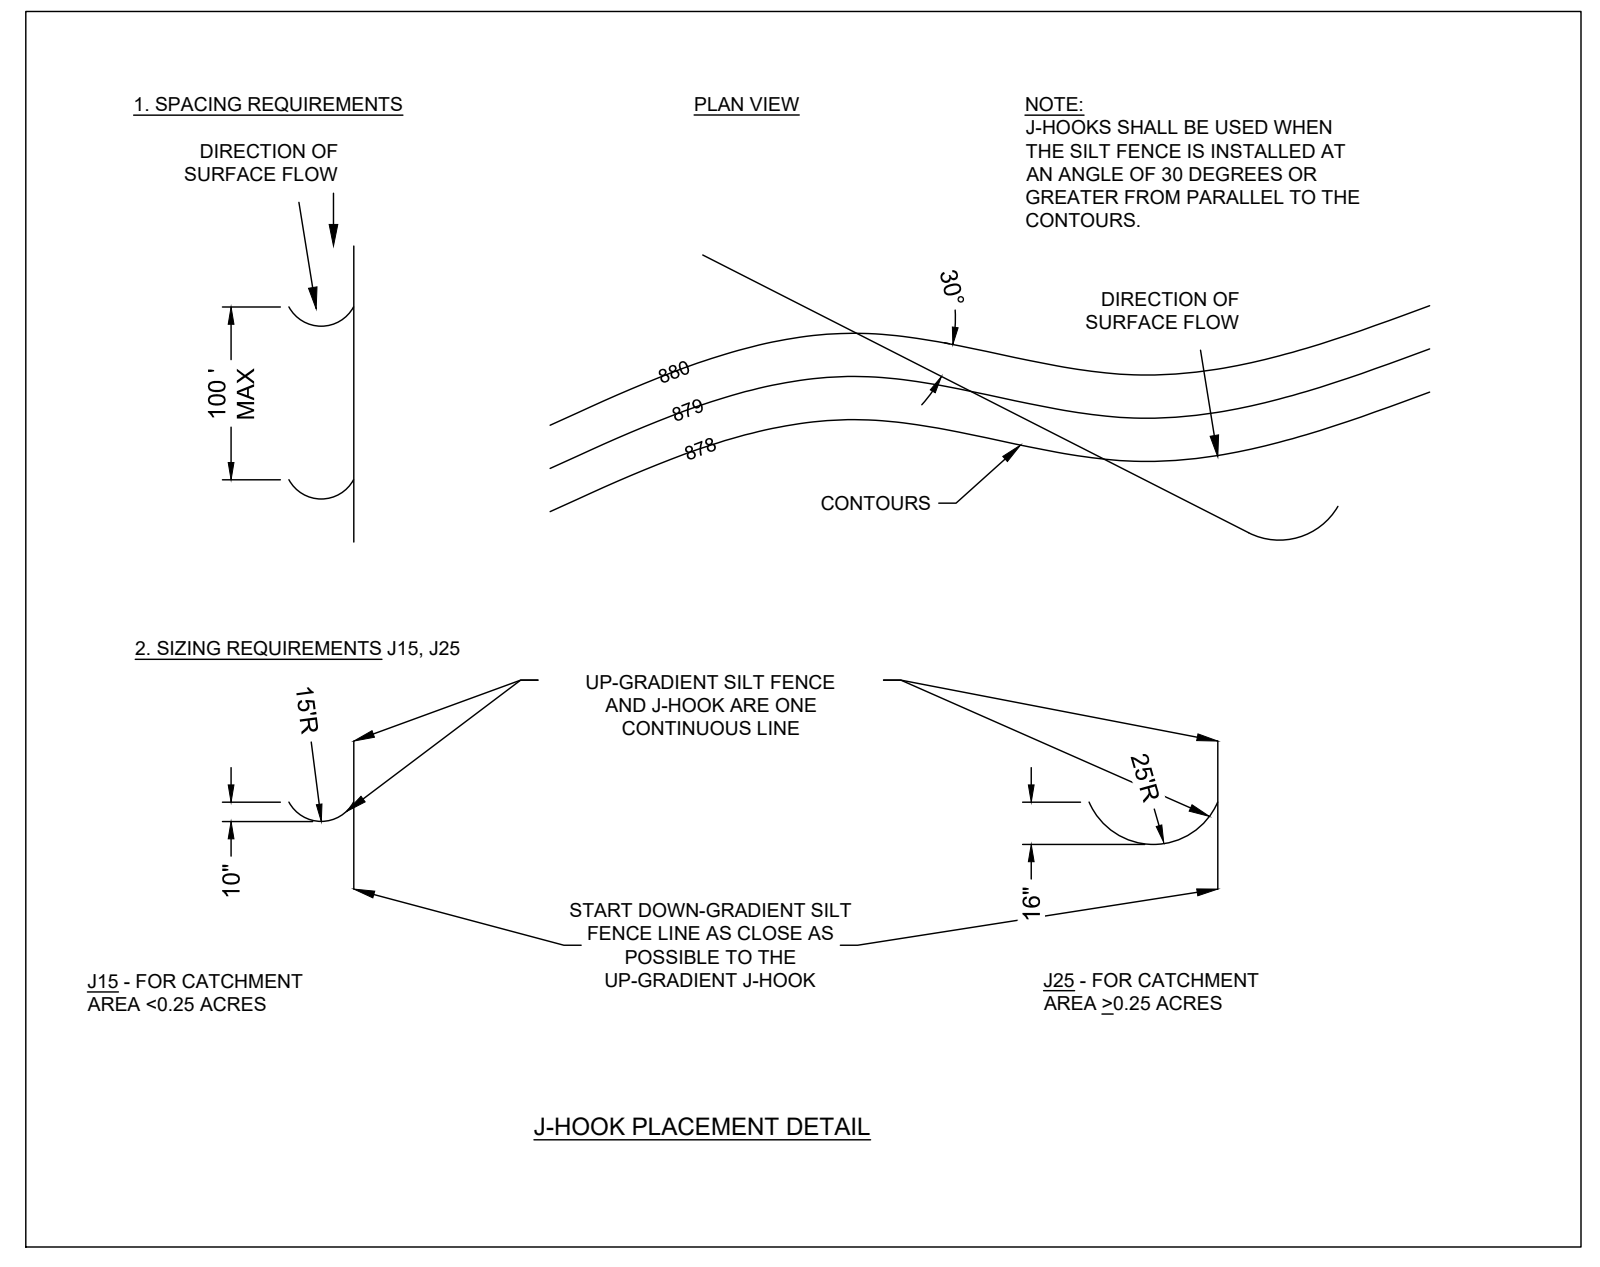 1. SPACING REQUIREMENTS
DIRECTION OF
SURFACE FLOW
100 '
MAX
PLAN VIEW
NOTE:
J-HOOKS SHALL BE USED WHEN
THE SILT FENCE IS INSTALLED AT
AN ANGLE OF 30 DEGREES OR
GREATER FROM PARALLEL TO THE
CONTOURS.
30°
DIRECTION OF
SURFACE FLOW
880
879
878
CONTOURS
2. SIZING REQUIREMENTS J15, J25
15'R
10"
UP-GRADIENT SILT FENCE
AND J-HOOK ARE ONE
CONTINUOUS LINE
25'R
16"
START DOWN-GRADIENT SILT
FENCE LINE AS CLOSE AS
POSSIBLE TO THE
UP-GRADIENT J-HOOK
J15 - FOR CATCHMENT
AREA <0.25 ACRES
J25 - FOR CATCHMENT
AREA ≥0.25 ACRES
J-HOOK PLACEMENT DETAIL